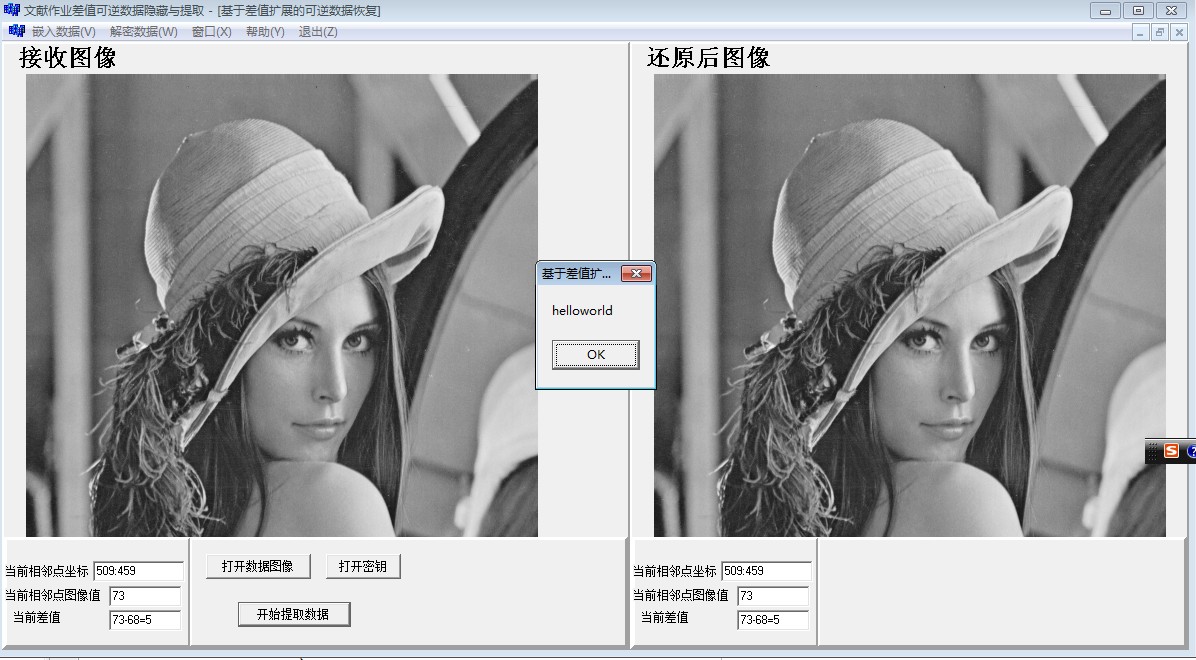 文献作业差值可逆数据隐藏与提取 - [基于差值扩展的可逆数据恢复]
嵌入数据(V) 解密数据(W) 窗口(X) 帮助(Y) 退出(Z)
接收图像
还原后图像
基于差值扩...
helloworld
OK
当前相邻点坐标 509:459
当前相邻点图像值 73
当前差值 73-68=5
打开数据图像 打开密钥
开始提取数据
当前相邻点坐标 509:459
当前相邻点图像值 73
当前差值 73-68=5
S ?